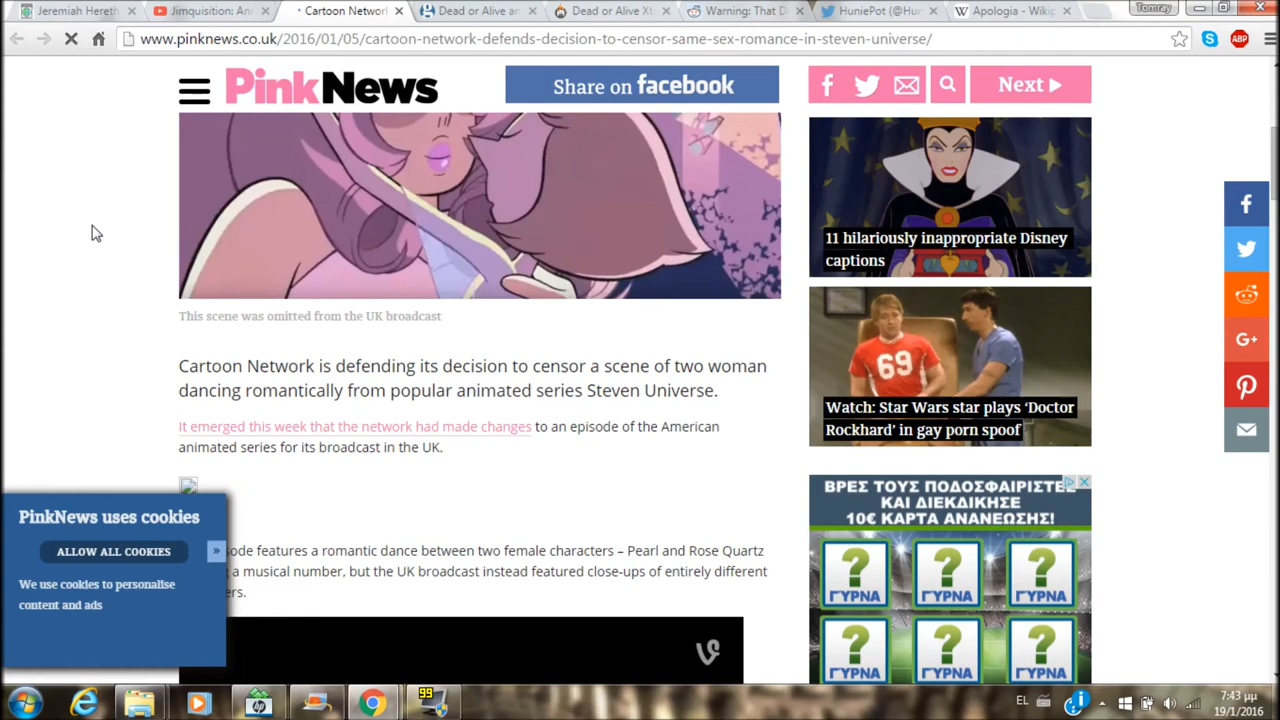 Jeremiah Hereth
Jimquisition: An
Cartoon Networ
Dead or Alive an
Dead or Alive Xt
Warning: That D
HuniePot (@Hun
Apologia - Wikip
Tomray
www.pinknews.co.uk/2016/01/05/cartoon-network-defends-decision-to-censor-same-sex-romance-in-steven-universe/
ABP
PinkNews
Share on facebook
Next
11 hilariously inappropriate Disney
captions
This scene was omitted from the UK broadcast
69
Watch: Star Wars star plays ‘Doctor
Rockhard’ in gay porn spoof
Cartoon Network is defending its decision to censor a scene of two woman
dancing romantically from popular animated series Steven Universe.
It emerged this week that the network had made changes to an episode of the American
animated series for its broadcast in the UK.
ΒΡΕΣ ΤΟΥΣ ΠΟΔΟΣΦΑΙΡΙΣΤΕΣ
ΚΑΙ ΔΙΕΚΔΙΚΗΣΕ
10€ ΚΑΡΤΑ ΑΝΑΝΕΩΣΗΣ!
? ? ?
ΓΥΡΝΑ ΓΥΡΝΑ ΓΥΡΝΑ
? ? ?
ΓΥΡΝΑ ΓΥΡΝΑ ΓΥΡΝΑ
PinkNews uses cookies
ALLOW ALL COOKIES »
We use cookies to personalise
content and ads
ode features a romantic dance between two female characters – Pearl and Rose Quartz
a musical number, but the UK broadcast instead featured close-ups of entirely different
ers.
99
EL
7:43 μμ
19/1/2016